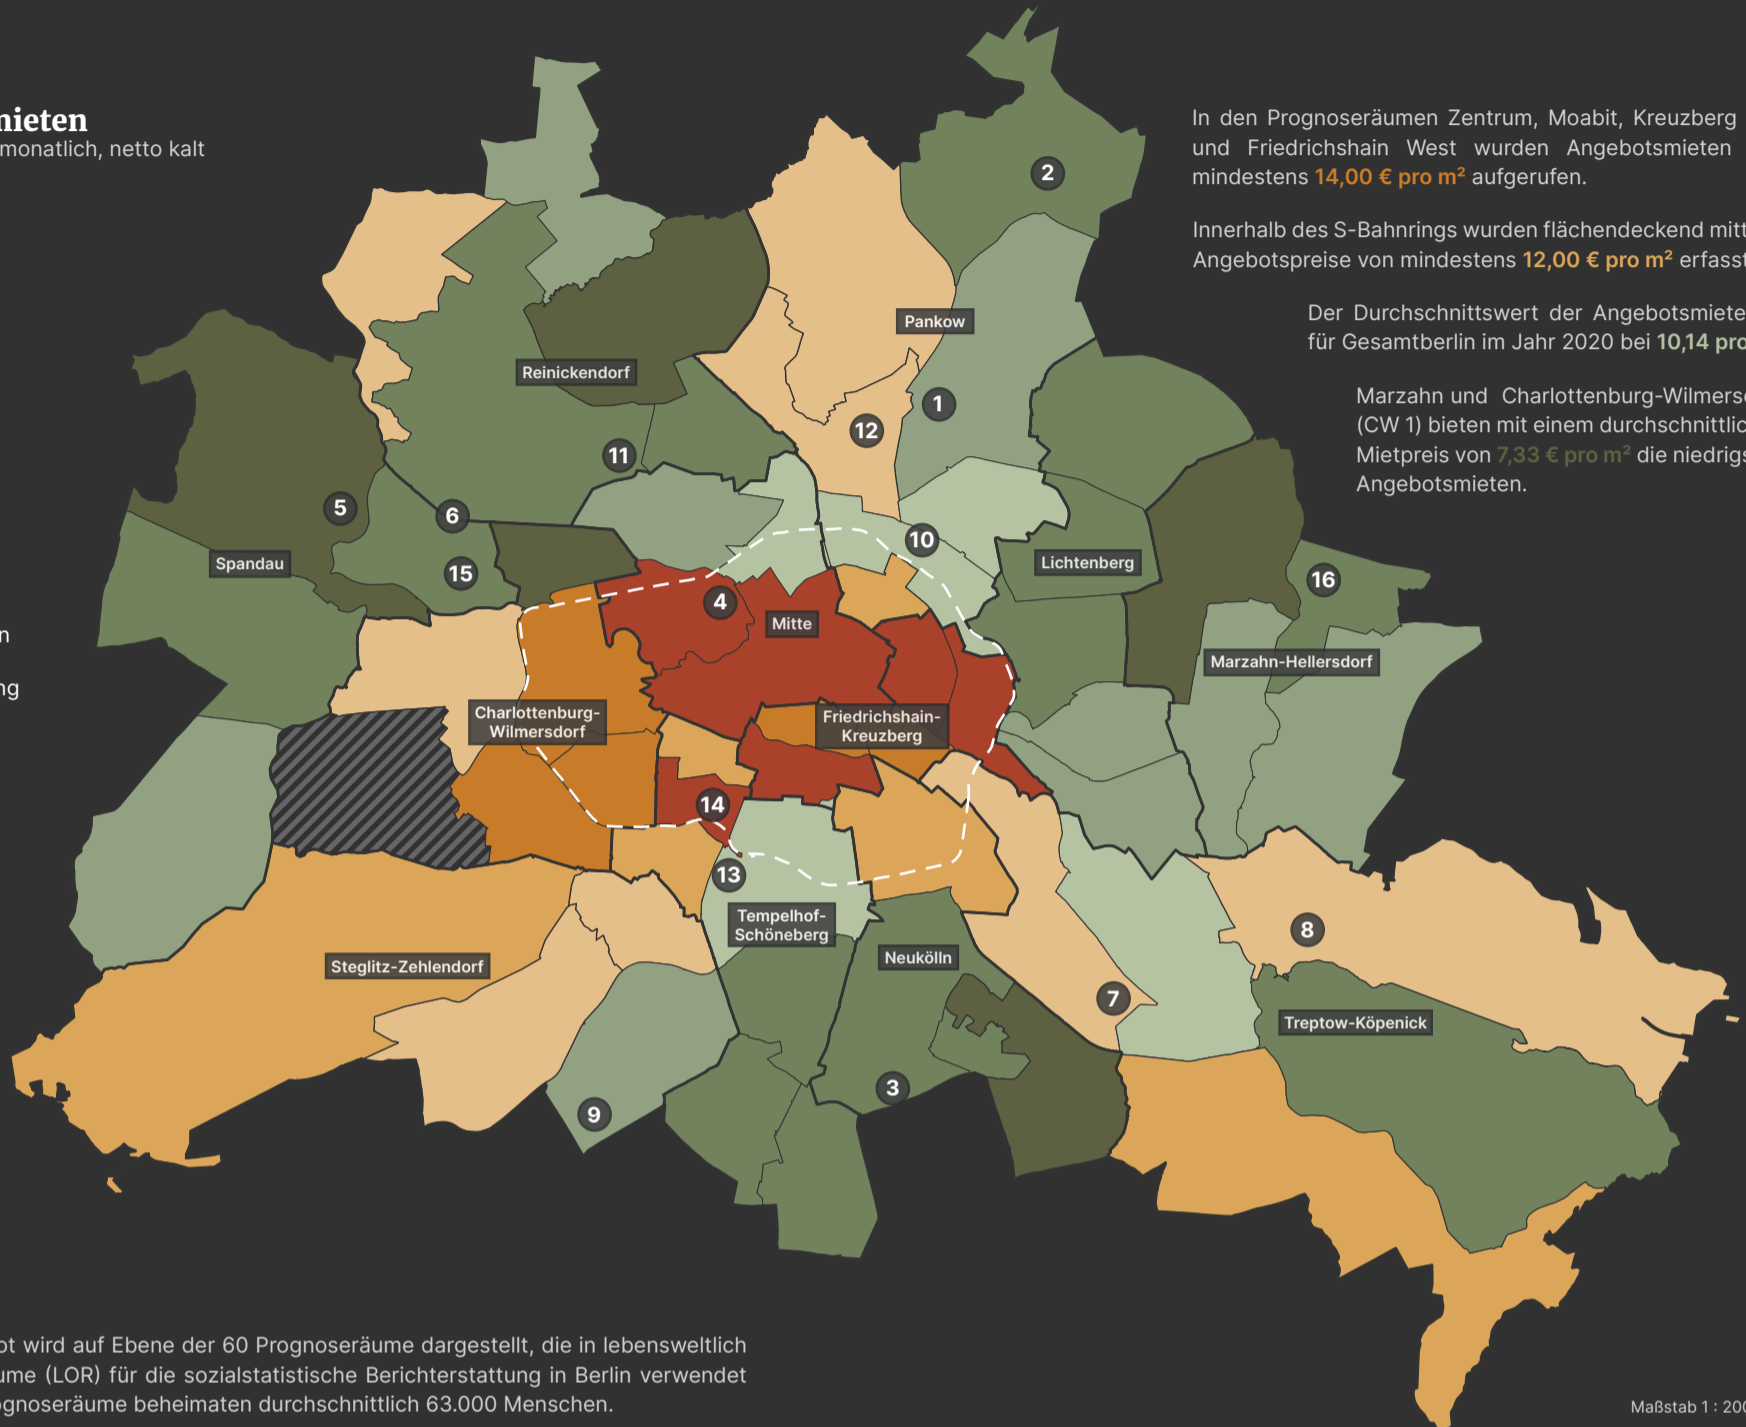 mieten
monatlich, netto kalt
In den Prognoseräumen Zentrum, Moabit, Kreuzberg
und Friedrichshain West wurden Angebotsmieten
mindestens 14,00 € pro m² aufgerufen.
Innerhalb des S-Bahnrings wurden flächendeckend mitt
Angebotspreise von mindestens 12,00 € pro m² erfasst
Der Durchschnittswert der Angebotsmiete
für Gesamtberlin im Jahr 2020 bei 10,14 pro
Marzahn und Charlottenburg-Wilmersd
(CW 1) bieten mit einem durchschnittlic
Mietpreis von 7,33 € pro m² die niedrigs
Angebotsmieten.
2
Pankow
Reinickendorf
1
12
11
5
6
10
Spandau
15
Lichtenberg
16
4
Mitte
n
Marzahn-Hellersdorf
ng
Charlottenburg-
Wilmersdorf
Friedrichshain-
Kreuzberg
14
13
Tempelhof-
Schöneberg
8
Neukölln
Steglitz-Zehlendorf
7
Treptow-Köpenick
3
9
ot wird auf Ebene der 60 Prognoseräume dargestellt, die in lebensweltlich
ume (LOR) für die sozialstatistische Berichterstattung in Berlin verwendet
ognoseräume beheimaten durchschnittlich 63.000 Menschen.
Maßstab 1 : 200